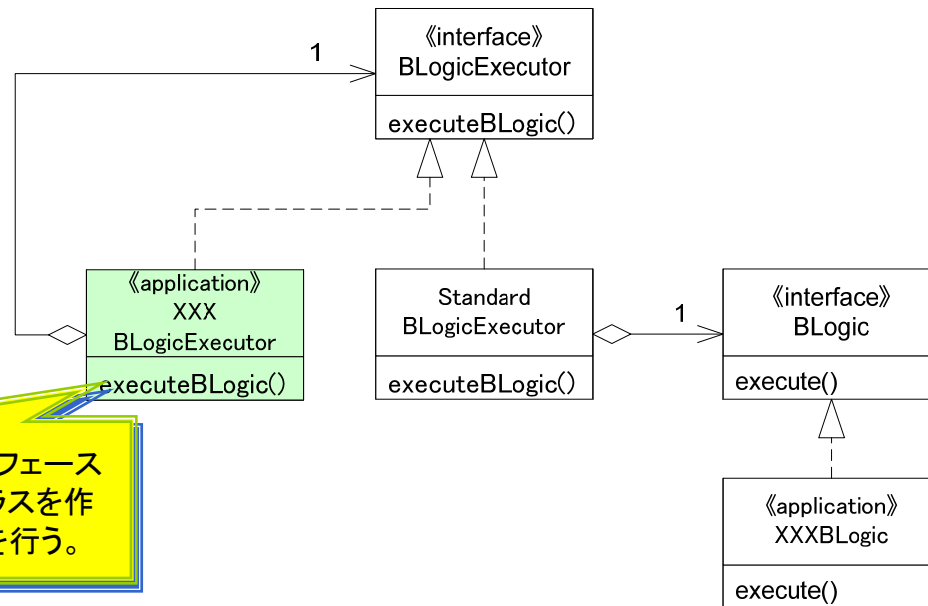 1
《interface》
BLogicExecutor
executeBLogic()
《application》
XXX
BLogicExecutor
executeBLogic()
Standard
BLogicExecutor
executeBLogic()
1
《interface》
BLogic
execute()
フェース
ラスを作
を行う。
《application》
XXXBLogic
execute()